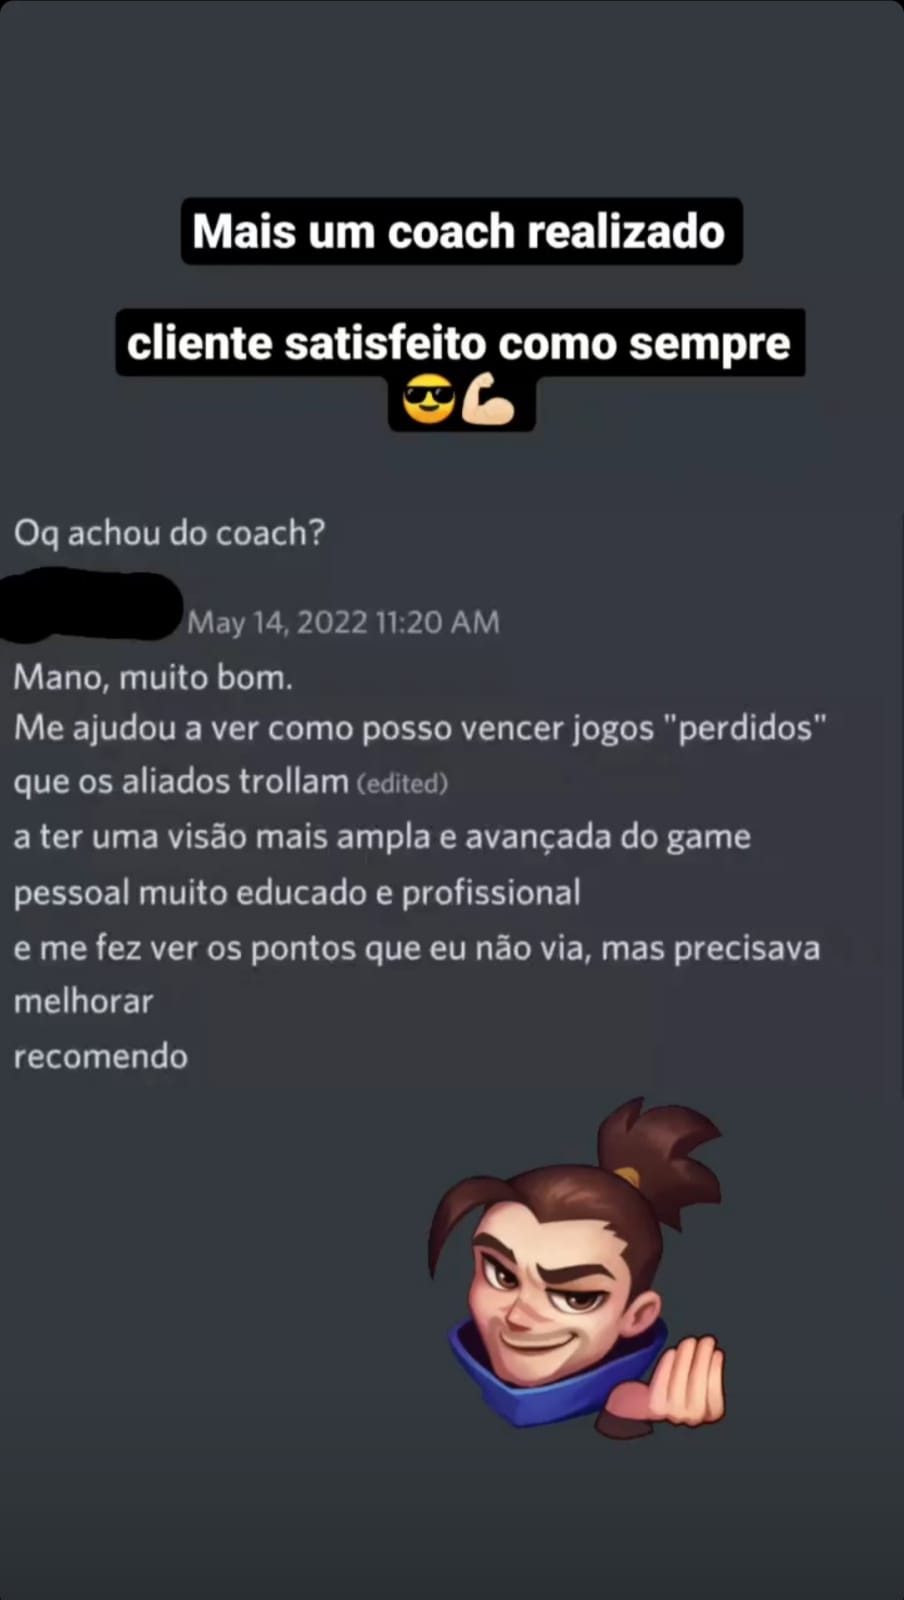 Mais um coach realizado
cliente satisfeito como sempre
😎💪🏻
Oq achou do coach?
May 14, 2022 11:20 AM
Mano, muito bom.
Me ajudou a ver como posso vencer jogos "perdidos"
que os aliados trollam (edited)
a ter uma visão mais ampla e avançada do game
pessoal muito educado e profissional
e me fez ver os pontos que eu não via, mas precisava
melhorar
recomendo